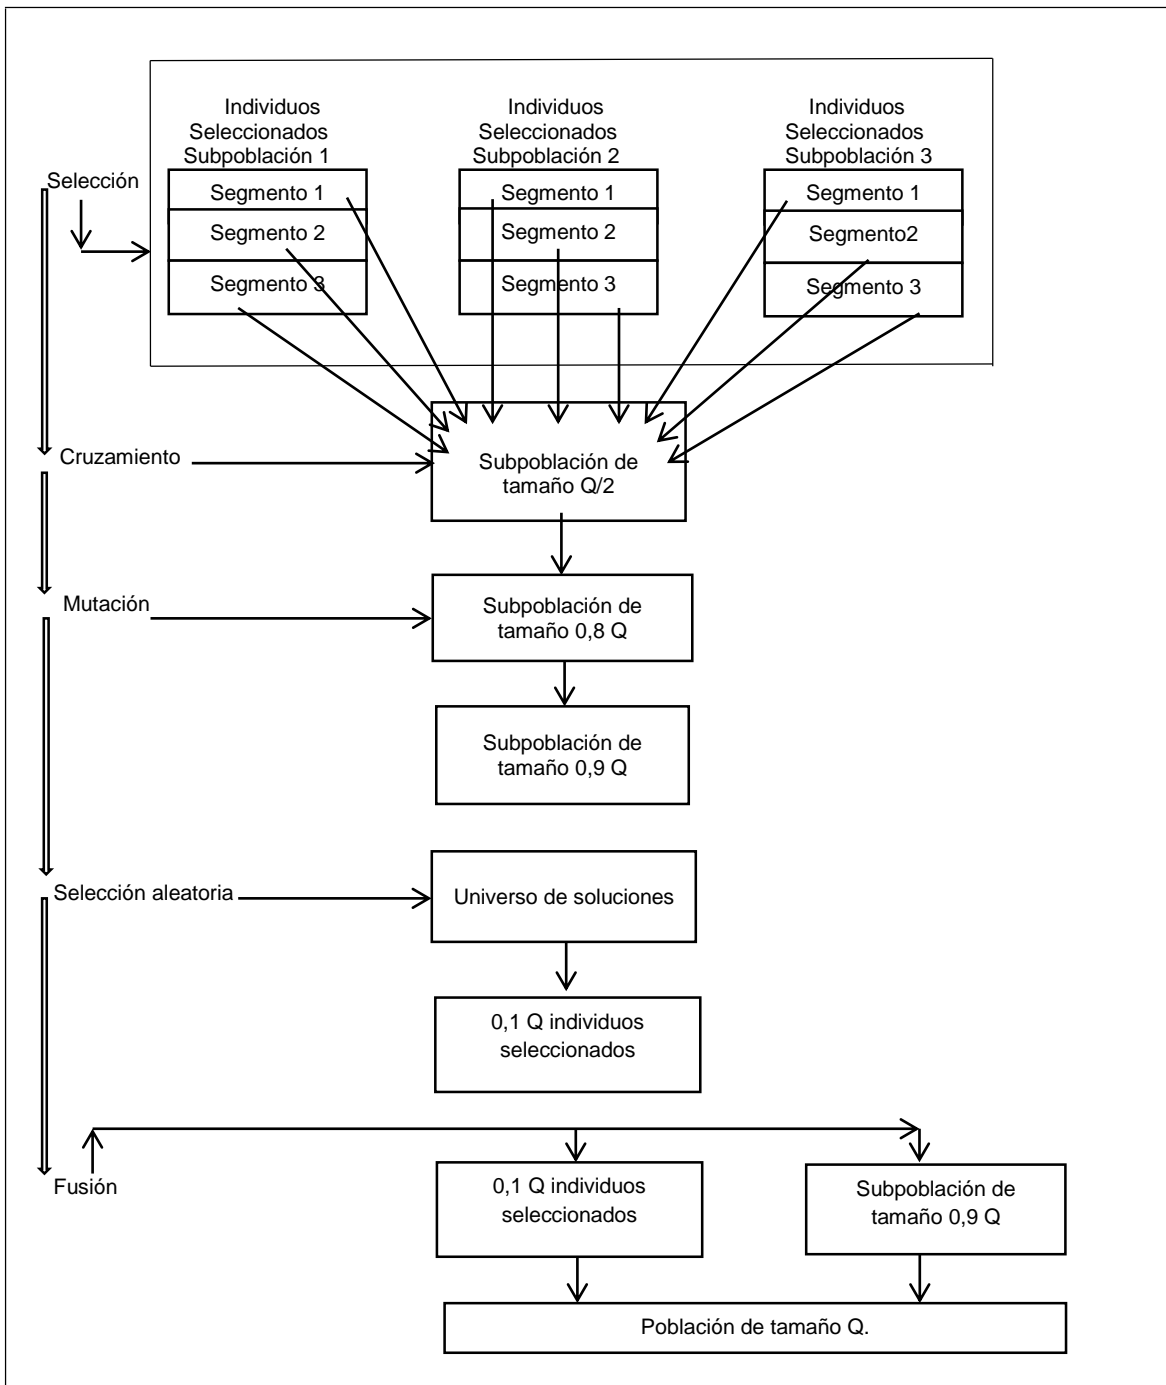 Individuos
Seleccionados
Subpoblación 1
Individuos
Seleccionados
Subpoblación 2
Individuos
Seleccionados
Subpoblación 3
Selección
Segmento 1
Segmento 2
Segmento 3
Segmento 1
Segmento 2
Segmento 3
Segmento 1
Segmento2
Segmento 3
Cruzamiento
Subpoblación de
tamaño Q/2
Mutación
Subpoblación de
tamaño 0,8 Q
Subpoblación de
tamaño 0,9 Q
Selección aleatoria
Universo de soluciones
0,1 Q individuos
seleccionados
Fusión
0,1 Q individuos
seleccionados
Subpoblación de
tamaño 0,9 Q
Población de tamaño Q.